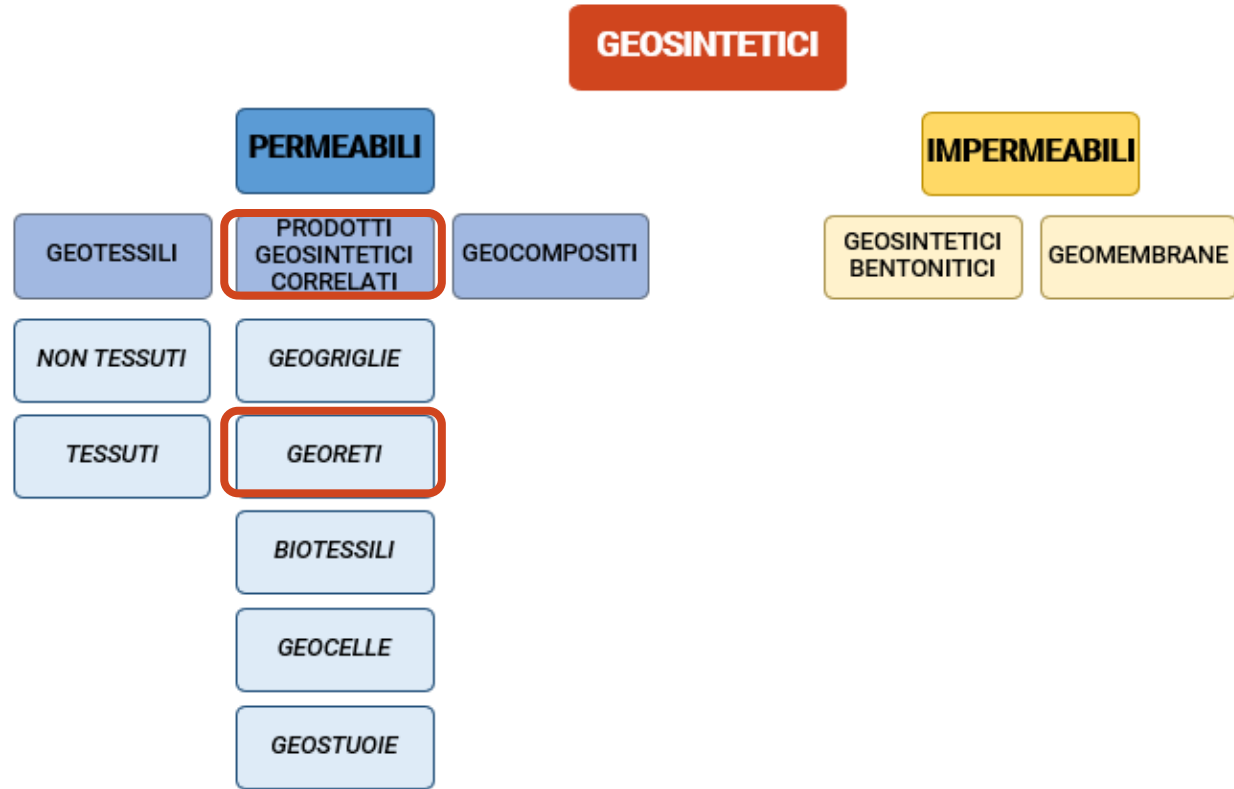 GEOSINTETICI
PERMEABILI
IMPERMEABILI
GEOTESSILI
PRODOTTI
GEOSINTETICI
CORRELATI
GEOCOMPOSITI
GEOSINTETICI
BENTONITICI
GEOMEMBRANE
NON TESSUTI
GEOGRIGLIE
TESSUTI
GEORETI
BIOTESSILI
GEOCELLE
GEOSTUOIE